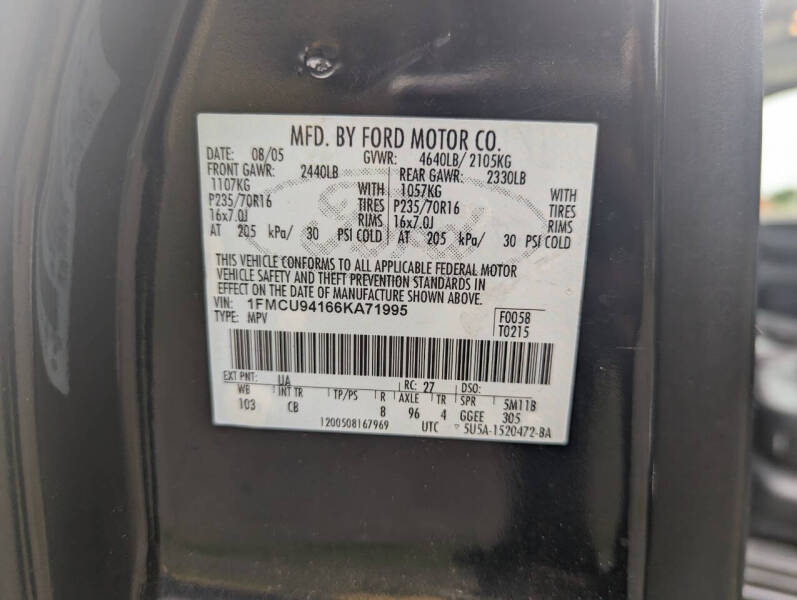 MFD. BY FORD MOTOR CO.
DATE: 08/05 GVWR: 4640LB/ 2105KG
FRONT GAWR: 2440LB REAR GAWR: 2330LB
1107KG WITH 1057KG WITH
P235/70R16 TIRES P235/70R16 TIRES
16x7.0J RIMS 16x7.0J RIMS
AT 205 kPa/ 30 PSI COLD AT 205 kPa/ 30 PSI COLD
THIS VEHICLE CONFORMS TO ALL APPLICABLE FEDERAL MOTOR
VEHICLE SAFETY AND THEFT PREVENTION STANDARDS IN
EFFECT ON THE DATE OF MANUFACTURE SHOWN ABOVE.
VIN: 1FMCU94166KA71995 F0058
TYPE: MPV T0215
EXT PNT: UA RC: 27 DSO:
WB INT TR TP/PS R AXLE TR SPR 5M11B
103 CB 8 96 4 GGEE 305
1200508167969 UTC 5U5A-1520472-BA